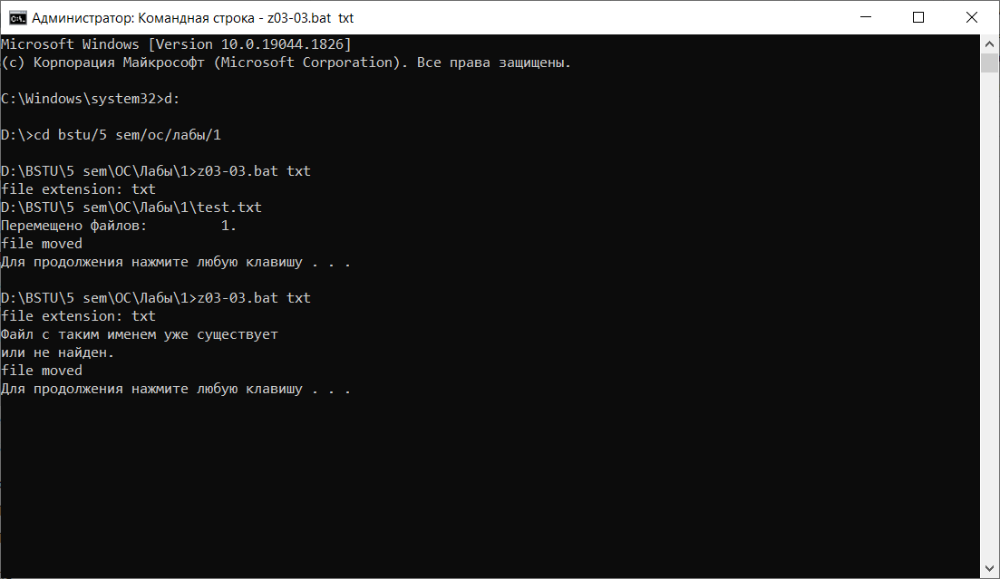 Администратор: Командная строка - z03-03.bat  txt
Microsoft Windows [Version 10.0.19044.1826]
(c) Корпорация Майкрософт (Microsoft Corporation). Все права защищены.
C:\Windows\system32>d:
D:\>cd bstu/5 sem/ос/лабы/1
D:\BSTU\5 sem\ОС\Лабы\1>z03-03.bat txt
file extension: txt
D:\BSTU\5 sem\ОС\Лабы\1\test.txt
Перемещено файлов:         1.
file moved
Для продолжения нажмите любую клавишу . . .
D:\BSTU\5 sem\ОС\Лабы\1>z03-03.bat txt
file extension: txt
Файл с таким именем уже существует
или не найден.
file moved
Для продолжения нажмите любую клавишу . . .